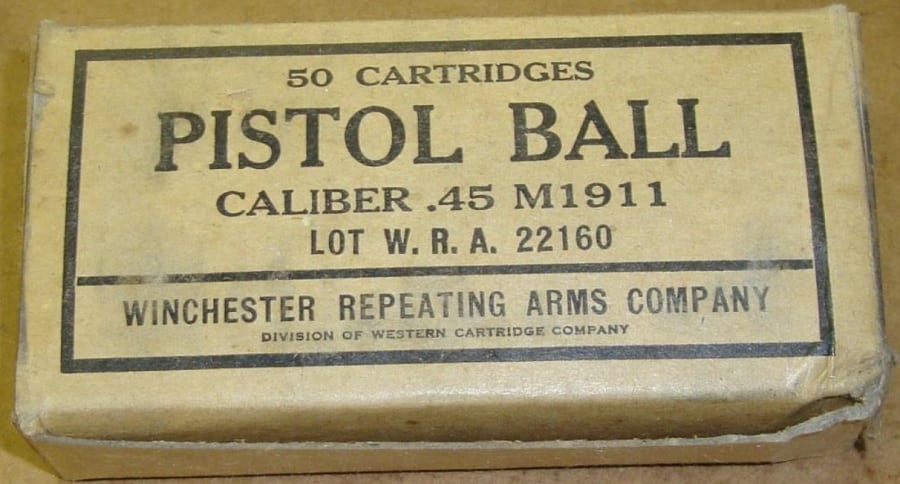 50 CARTRIDGES
PISTOL BALL
CALIBER .45 M1911
LOT W. R. A. 22160
WINCHESTER REPEATING ARMS COMPANY
DIVISION OF WESTERN CARTRIDGE COMPANY